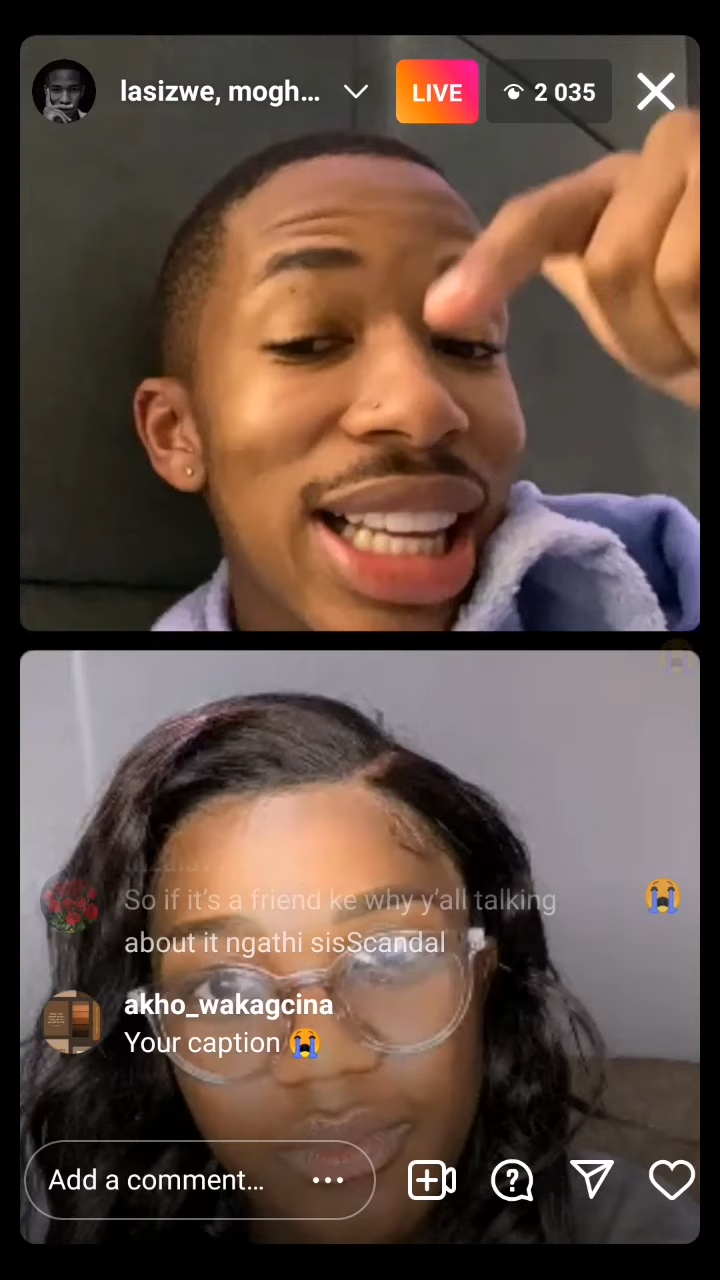 lasizwe, mogh...
LIVE
2 035
So if it's a friend ke why y'all talking
about it ngathi sisScandal
akho_wakagcina
Your caption 😭
Add a comment...